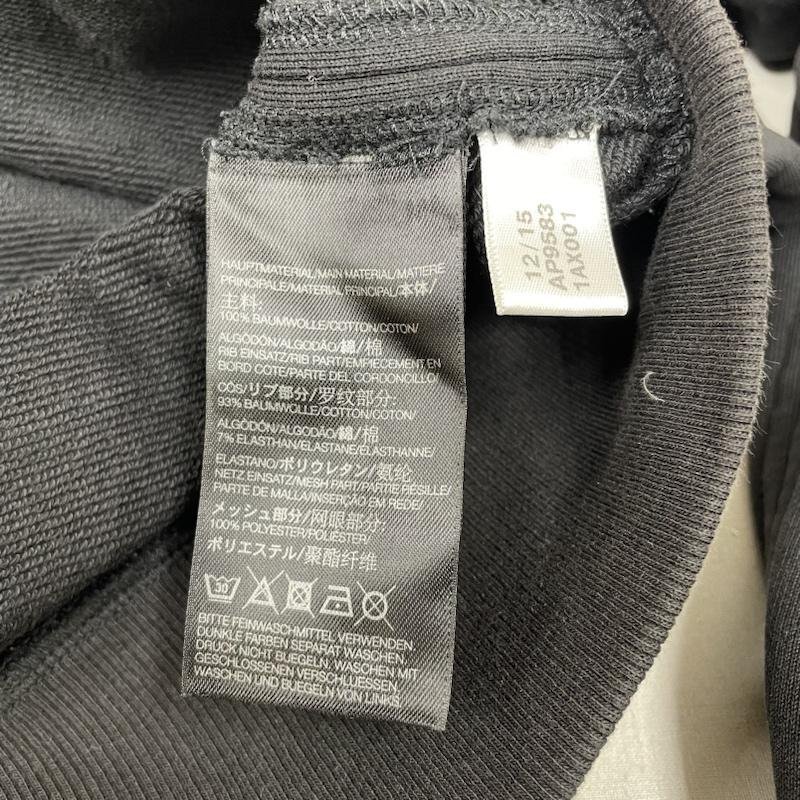 HAUPTMATERIAL/MAIN MATERIAL/MATIERE
PRINCIPALE/MATERIAL PRINCIPAL/本体/
主料:
100% BAUMWOLLE/COTTON/COTON/
ALGODÓN/ALGODÃO/綿/棉
RIB EINSATZ/RIB PART/EMPIECEMENT EN
BORD COTE/PARTE DEL CORDONCILLO
COS/リブ部分/罗纹部分:
93% BAUMWOLLE/COTTON/COTON/
ALGODÓN/ALGODÃO/綿/棉
7% ELASTHAN/ELASTANE/ELASTHANNE/
ELASTANO/ポリウレタン/氨纶
NETZ EINSATZ/MESH PART/PARTIE RESILLE/
PARTE DE MALLA/INSERÇÃO EM REDE/
メッシュ部分/网眼部分:
100% POLYESTER/POLIÉSTER/
ポリエステル/聚酯纤维
30
BITTE FEINWASCHMITTEL VERWENDEN.
DUNKLE FARBEN SEPARAT WASCHEN.
DRUCK NICHT BUEGELN. WASCHEN MIT
GESCHLOSSENEN VERSCHLUESSEN.
WASCHEN UND BUEGELN VON LINKS
12/15
AP9583
1AX001